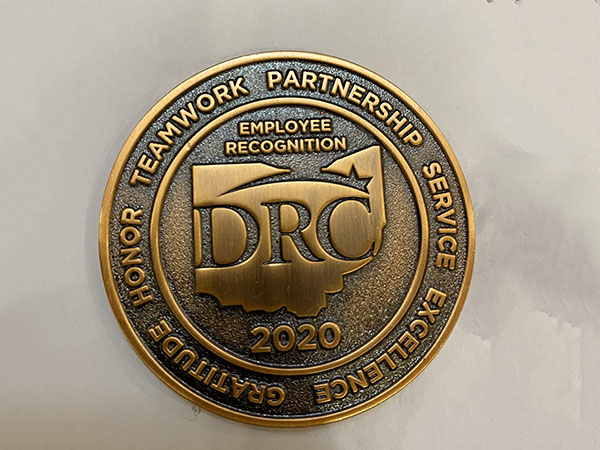 HONOR TEAMWORK PARTNERSHIP SERVICE EXCELLENCE GRATITUDE
EMPLOYEE
RECOGNITION
DRC
2020